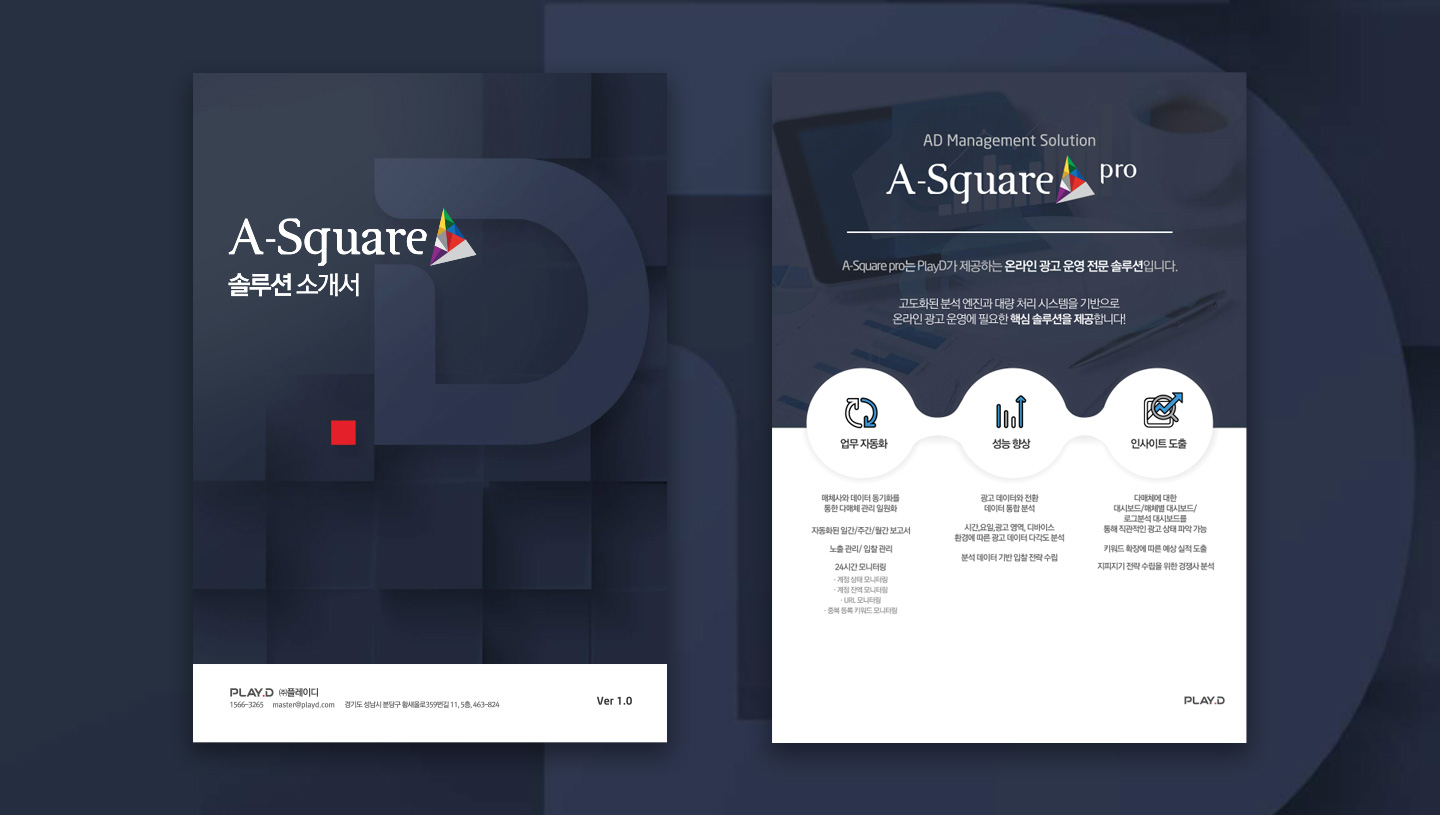 A-Square
솔루션 소개서
PLAY.D ㈜플레이디
1566-3265 master@playd.com 경기도 성남시 분당구 황새울로359번길 11, 5층, 463-824
Ver 1.0
AD Management Solution
A-Square pro
A-Square pro는 PlayD가 제공하는 온라인 광고 운영 전문 솔루션입니다.
고도화된 분석 엔진과 대량 처리 시스템을 기반으로
온라인 광고 운영에 필요한 핵심 솔루션을 제공합니다!
업무 자동화
매체사와 데이터 동기화를
통한 다매체 관리 일원화
자동화된 일간/주간/월간 보고서
노출 관리/ 입찰 관리
24시간 모니터링
· 계정 상태 모니터링
· 계정 잔액 모니터링
· URL 모니터링
· 중복 등록 키워드 모니터링
성능 향상
광고 데이터와 전환
데이터 통합 분석
시간,요일,광고 영역, 디바이스
환경에 따른 광고 데이터 다각도 분석
분석 데이터 기반 입찰 전략 수립
인사이트 도출
다매체에 대한
대시보드/매체별 대시보드/
로그분석 대시보드를
통해 직관적인 광고 상태 파악 가능
키워드 확장에 따른 예상 실적 도출
지피지기 전략 수립을 위한 경쟁사 분석
PLAY.D